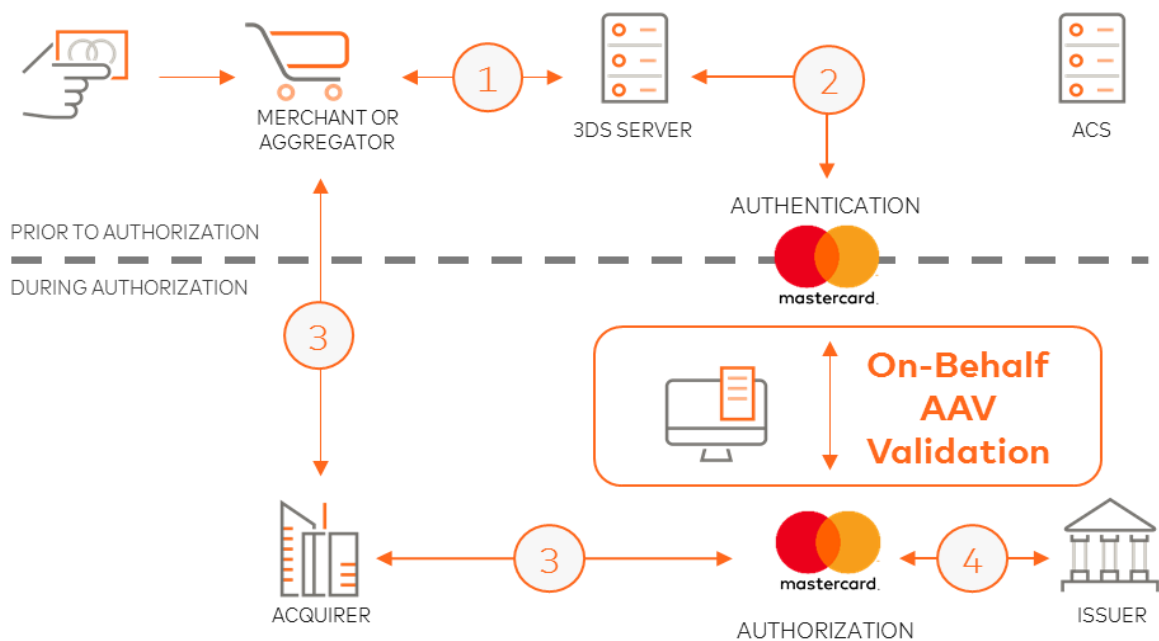 1
2
MERCHANT OR
AGGREGATOR
3DS SERVER
ACS
AUTHENTICATION
PRIOR TO AUTHORIZATION
DURING AUTHORIZATION
mastercard.
3
On-Behalf
AAV
Validation
3
4
mastercard.
ACQUIRER
AUTHORIZATION
ISSUER